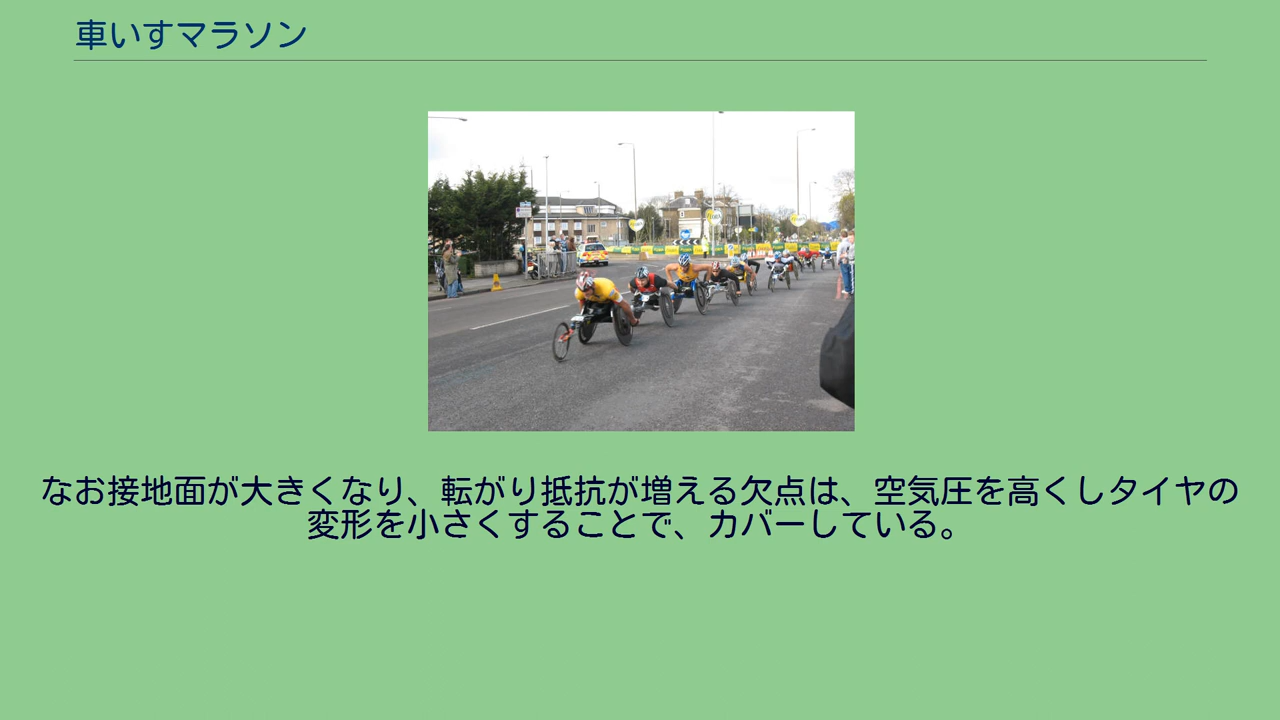 車いすマラソン
なお接地面が大きくなり、転がり抵抗が増える欠点は、空気圧を高くしタイヤの
変形を小さくすることで、カバーしている。